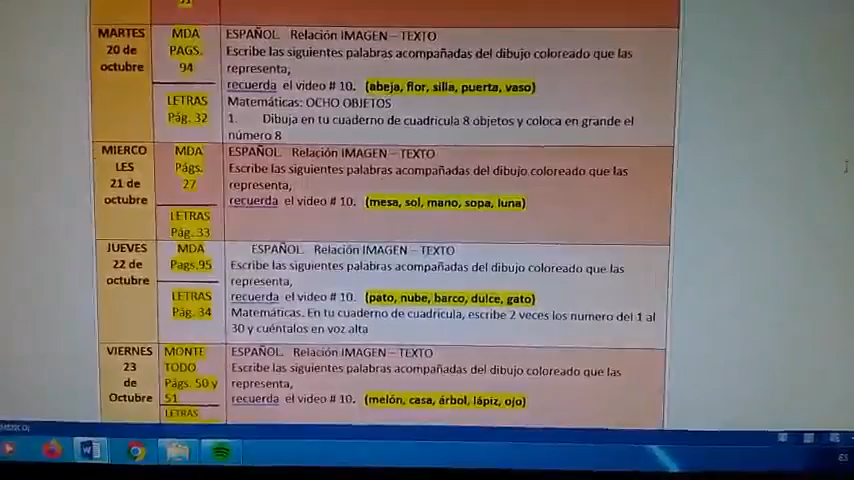 51
MARTES
20 de
octubre
MDA
PAGS.
94
LETRAS
Pág. 32
ESPAÑOL Relación IMAGEN – TEXTO
Escribe las siguientes palabras acompañadas del dibujo coloreado que las
representa,
recuerda el video # 10. (abeja, flor, silla, puerta, vaso)
Matemáticas: OCHO OBJETOS
1. Dibuja en tu cuaderno de cuadricula 8 objetos y coloca en grande el
número 8
MIERCO
LES
21 de
octubre
MDA
Págs.
27
LETRAS
Pág. 33
ESPAÑOL Relación IMAGEN – TEXTO
Escribe las siguientes palabras acompañadas del dibujo coloreado que las
representa,
recuerda el video # 10. (mesa, sol, mano, sopa, luna)
JUEVES
22 de
octubre
MDA
Pags.95
LETRAS
Pág. 34
ESPAÑOL Relación IMAGEN – TEXTO
Escribe las siguientes palabras acompañadas del dibujo coloreado que las
representa,
recuerda el video # 10. (pato, nube, barco, dulce, gato)
Matemáticas. En tu cuaderno de cuadrícula, escribe 2 veces los numero del 1 al
30 y cuéntalos en voz alta
VIERNES
23
de
Octubre
MONTE
TODO
Págs. 50 y
51
LETRAS
ESPAÑOL Relación IMAGEN – TEXTO
Escribe las siguientes palabras acompañadas del dibujo coloreado que las
representa,
recuerda el video # 10. (melón, casa, árbol, lápiz, ojo)
ES